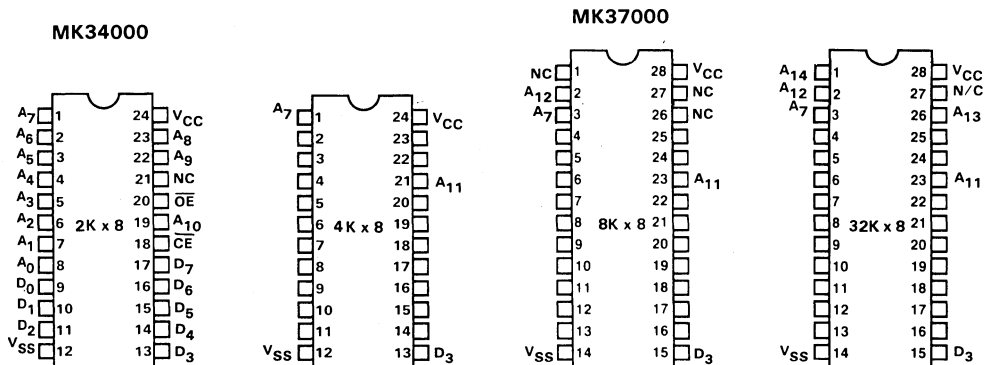 MK34000
A7 1 24 VCC
A6 2 23 A8
A5 3 22 A9
A4 4 21 NC
A3 5 20 O̅E̅
A2 6 2K x 8 19 A10
A1 7 18 C̅E̅
A0 8 17 D7
D0 9 16 D6
D1 10 15 D5
D2 11 14 D4
VSS 12 13 D3
A7 1 24 VCC
2 23
3 22
4 21 A11
5 20
6 4K x 8 19
7 18
8 17
9 16
10 15
11 14
VSS 12 13 D3
MK37000
NC 1 28 VCC
A12 2 27 NC
A7 3 26 NC
4 25
5 24
6 23 A11
7 22
8 8K x 8 21
9 20
10 19
11 18
12 17
13 16
VSS 14 15 D3
A14 1 28 VCC
A12 2 27 N/C
A7 3 26 A13
4 25
5 24
6 23 A11
7 22
8 32K x 8 21
9 20
10 19
11 18
12 17
13 16
VSS 14 15 D3